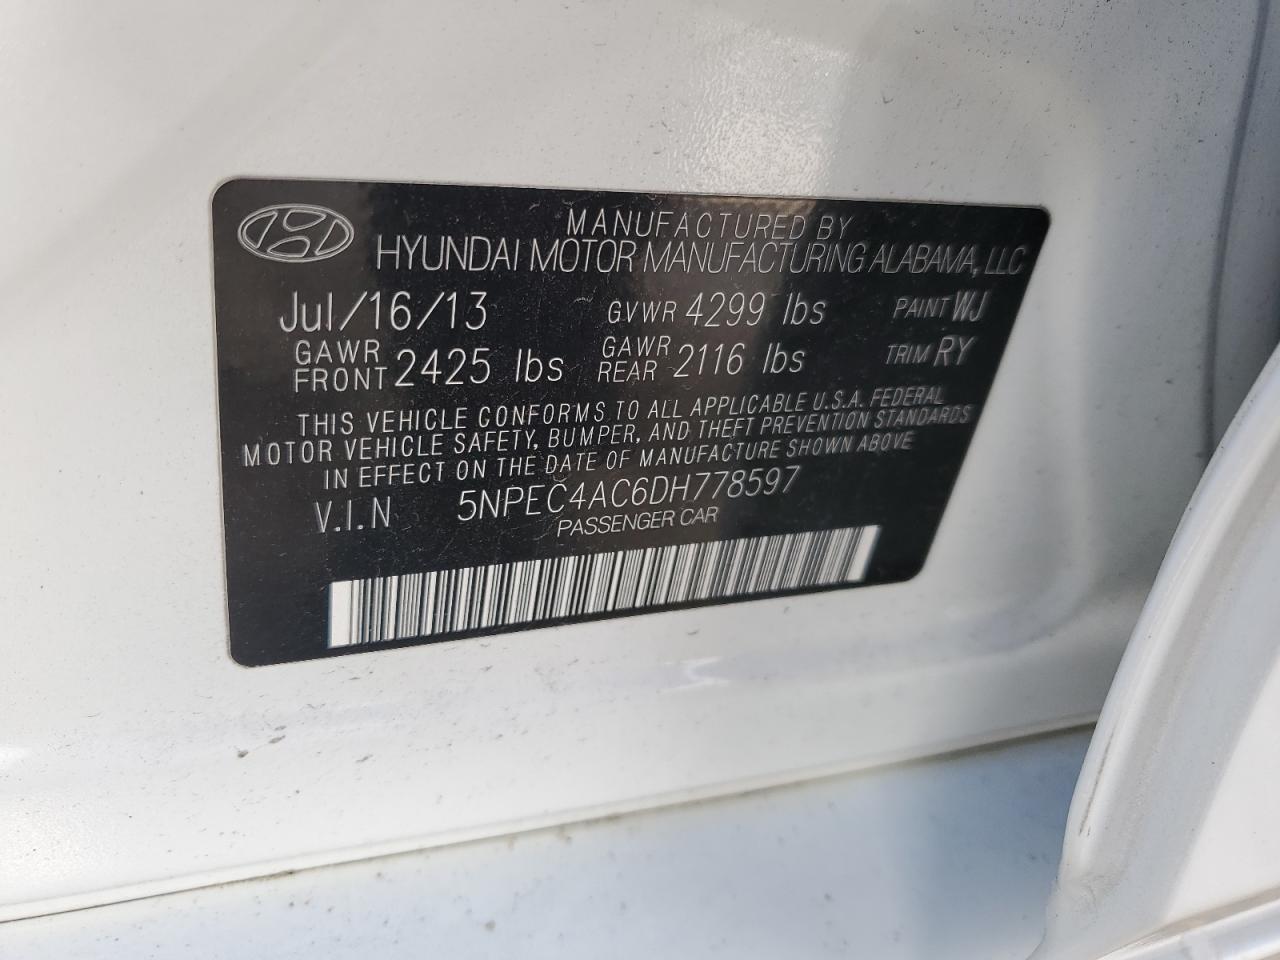 MANUFACTURED BY
HYUNDAI MOTOR MANUFACTURING ALABAMA, LLC
Jul/16/13 GVWR 4299 lbs PAINT WJ
GAWR FRONT 2425 lbs GAWR REAR 2116 lbs TRIM RY
THIS VEHICLE CONFORMS TO ALL APPLICABLE U.S.A. FEDERAL
MOTOR VEHICLE SAFETY, BUMPER, AND THEFT PREVENTION STANDARDS
IN EFFECT ON THE DATE OF MANUFACTURE SHOWN ABOVE
V.I.N 5NPEC4AC6DH778597
PASSENGER CAR